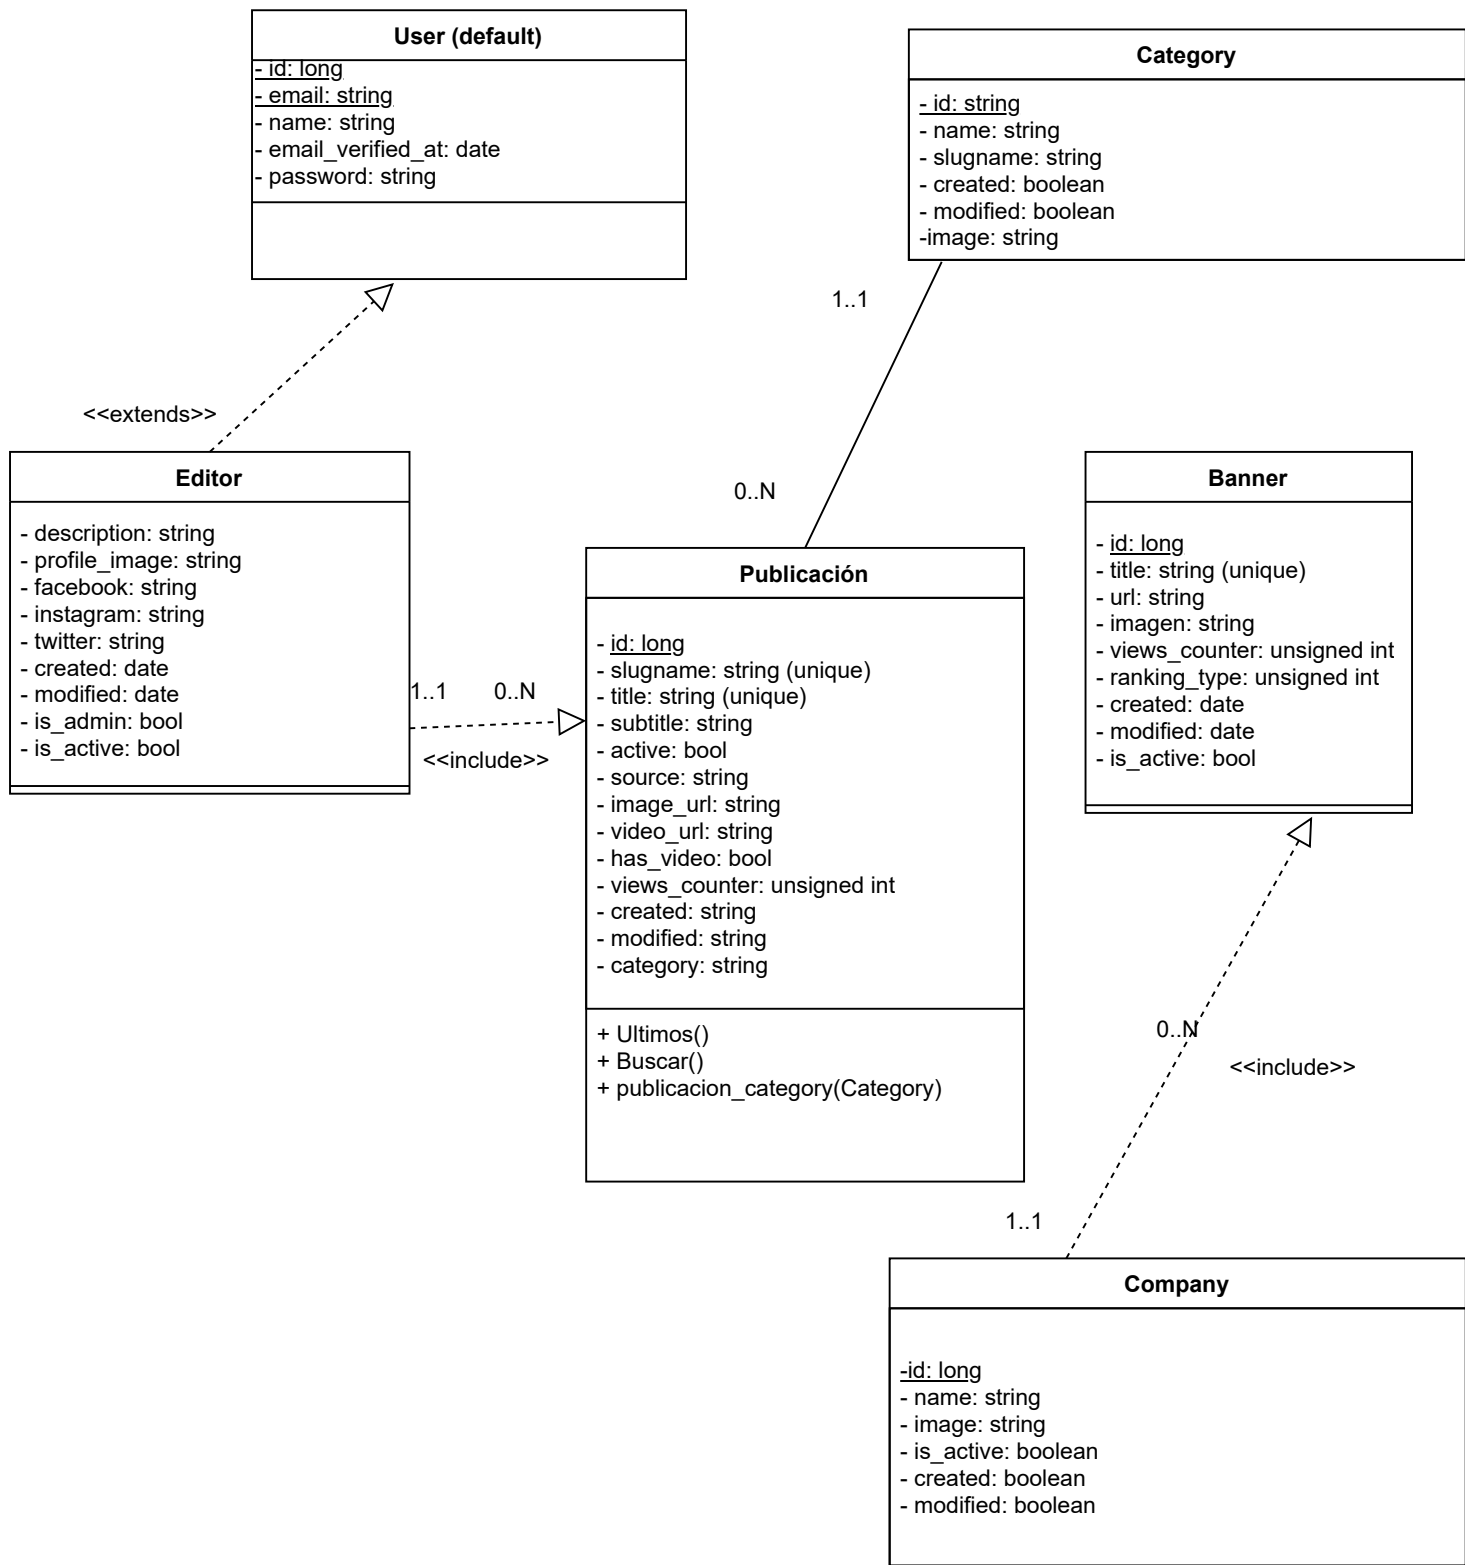 User (default)
- id: long
- email: string
- name: string
- email_verified_at: date
- password: string
Category
- id: string
- name: string
- slugname: string
- created: boolean
- modified: boolean
-image: string
1..1
0..N
<<extends>>
Editor
- description: string
- profile_image: string
- facebook: string
- instagram: string
- twitter: string
- created: date
- modified: date
- is_admin: bool
- is_active: bool
1..1
0..N
<<include>>
Publicación
- id: long
- slugname: string (unique)
- title: string (unique)
- subtitle: string
- active: bool
- source: string
- image_url: string
- video_url: string
- has_video: bool
- views_counter: unsigned int
- created: string
- modified: string
- category: string
+ Ultimos()
+ Buscar()
+ publicacion_category(Category)
Banner
- id: long
- title: string (unique)
- url: string
- imagen: string
- views_counter: unsigned int
- ranking_type: unsigned int
- created: date
- modified: date
- is_active: bool
0..N
<<include>>
1..1
Company
-id: long
- name: string
- image: string
- is_active: boolean
- created: boolean
- modified: boolean